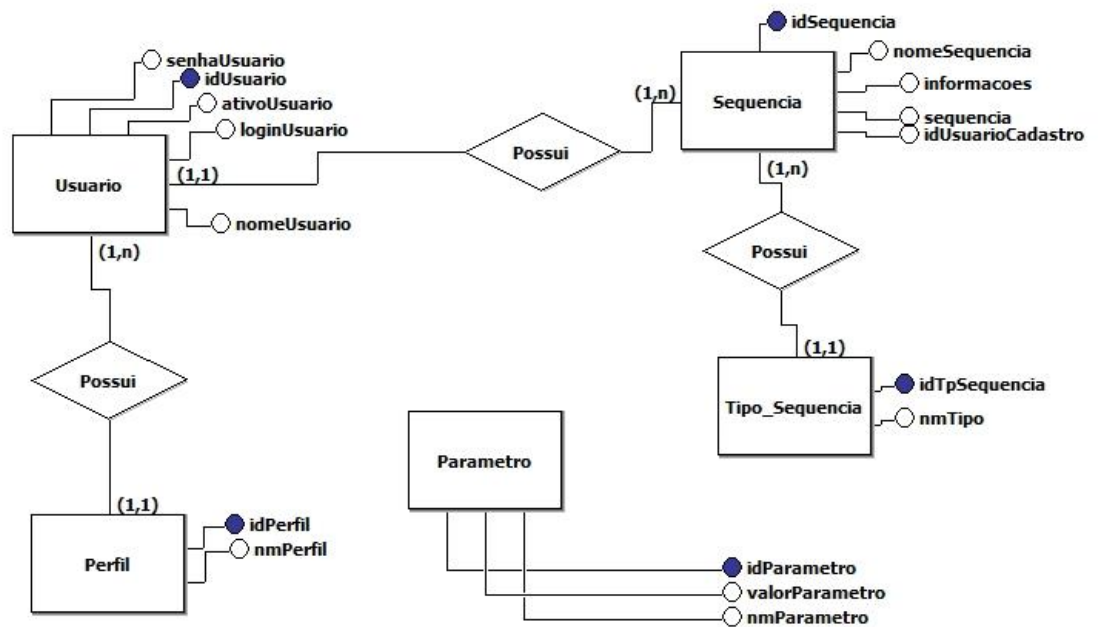 idSequencia
senhaUsuario
idUsuario
ativoUsuario
loginUsuario
nomeSequencia
informacoes
sequencia
idUsuarioCadastro
(1,n)
Sequencia
Possui
Usuario
(1,1)
nomeUsuario
(1,n)
(1,n)
Possui
(1,1)
Possui
Tipo_Sequencia
idTpSequencia
nmTipo
Parametro
(1,1)
Perfil
idPerfil
nmPerfil
idParametro
valorParametro
nmParametro